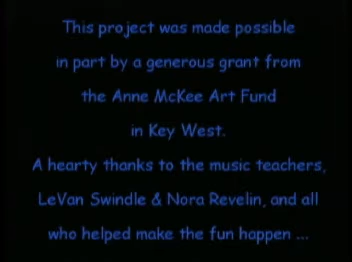 This project was made possible
in part by a generous grant from
the Anne McKee Art Fund
in Key West.
A hearty thanks to the music teachers,
LeVan Swindle & Nora Revelin, and all
who helped make the fun happen ...